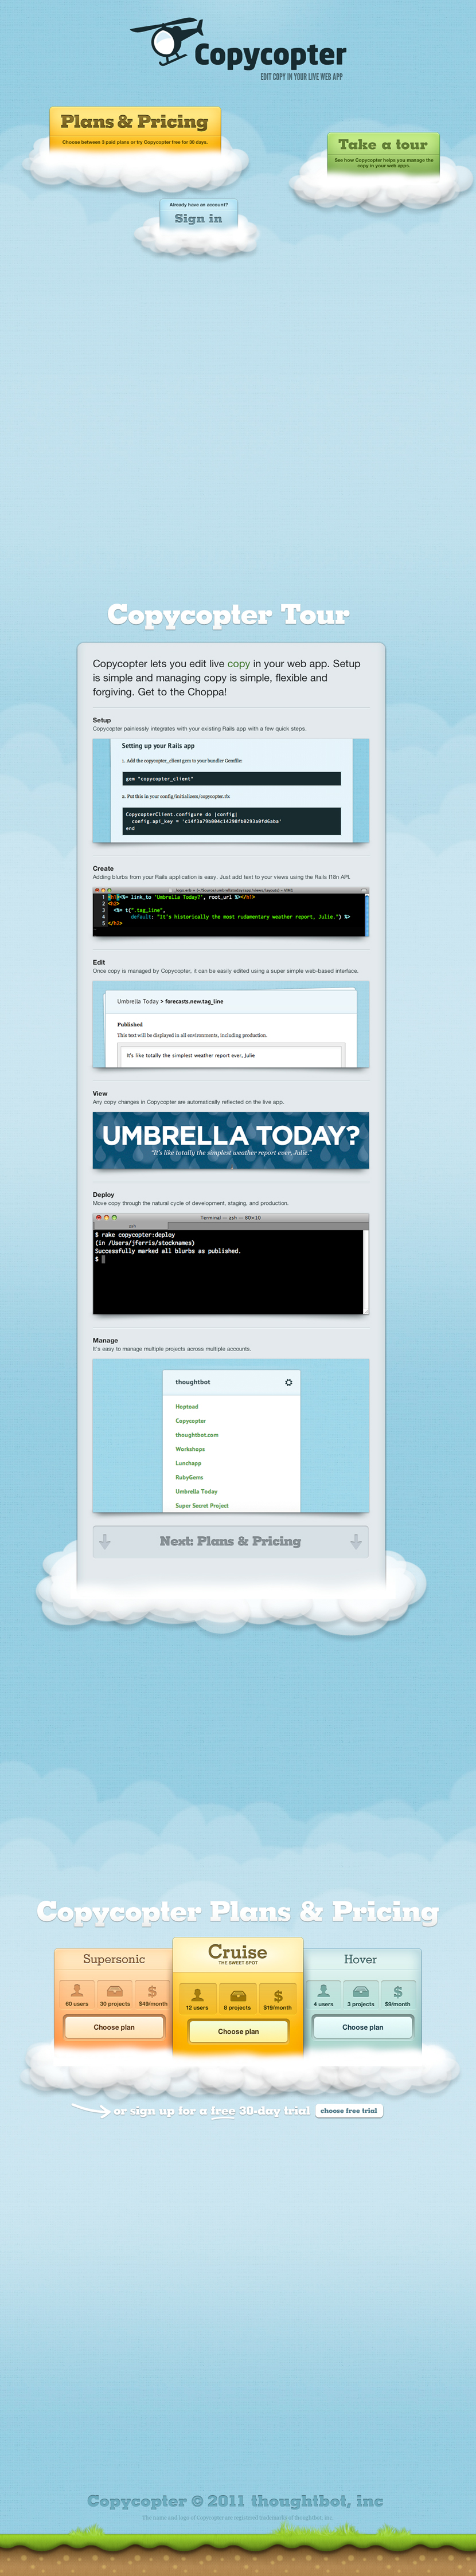 Copycopter
EDIT COPY IN YOUR LIVE WEB APP
Plans & Pricing
Choose between 3 paid plans or try Copycopter free for 30 days.
Take a tour
See how Copycopter helps you manage the
copy in your web apps.
Already have an account?
Sign in
Copycopter Tour
Copycopter lets you edit live copy in your web app. Setup
is simple and managing copy is simple, flexible and
forgiving. Get to the Choppa!
Setup
Copycopter painlessly integrates with your existing Rails app with a few quick steps.
Setting up your Rails app
1. Add the copycopter_client gem to your bundler Gemfile:
gem "copycopter_client"
2. Put this in your config/initializers/copycopter.rb:
CopycopterClient.configure do |config|
config.api_key = 'c14f3a79b804c14298fb0293a0fd6aba'
end
Create
Adding blurbs from your Rails application is easy. Just add text to your views using the Rails I18n API.
1 <h1><%= link_to 'Umbrella Today?', root_url %></h1>
2 <h2>
3 <%= t(".tag_line",
4 default: "It's historically the most rudamentary weather report, Julie.") %>
5 </h2>
Edit
Once copy is managed by Copycopter, it can be easily edited using a super simple web-based interface.
Umbrella Today > forecasts.new.tag_line
Published
This text will be displayed in all environments, including production.
It's like totally the simplest weather report ever, Julie
View
Any copy changes in Copycopter are automatically reflected on the live app.
UMBRELLA TODAY?
"It's like totally the simplest weather report ever, Julie."
Deploy
Move copy through the natural cycle of development, staging, and production.
Terminal — zsh — 80×10
zsh
$ rake copycopter:deploy
(in /Users/jferris/stocknames)
Successfully marked all blurbs as published.
$
Manage
It's easy to manage multiple projects across multiple accounts.
thoughtbot
Hoptoad
Copycopter
thoughtbot.com
Workshops
Lunchapp
RubyGems
Umbrella Today
Super Secret Project
Next: Plans & Pricing
Copycopter Plans & Pricing
Supersonic
60 users 30 projects $49/month
Choose plan
Cruise
THE SWEET SPOT
12 users 8 projects $19/month
Choose plan
Hover
4 users 3 projects $9/month
Choose plan
or sign up for a free 30-day trial choose free trial
Copycopter © 2011 thoughtbot, inc
The name and logo of Copycopter are registered trademarks of thoughtbot, inc.